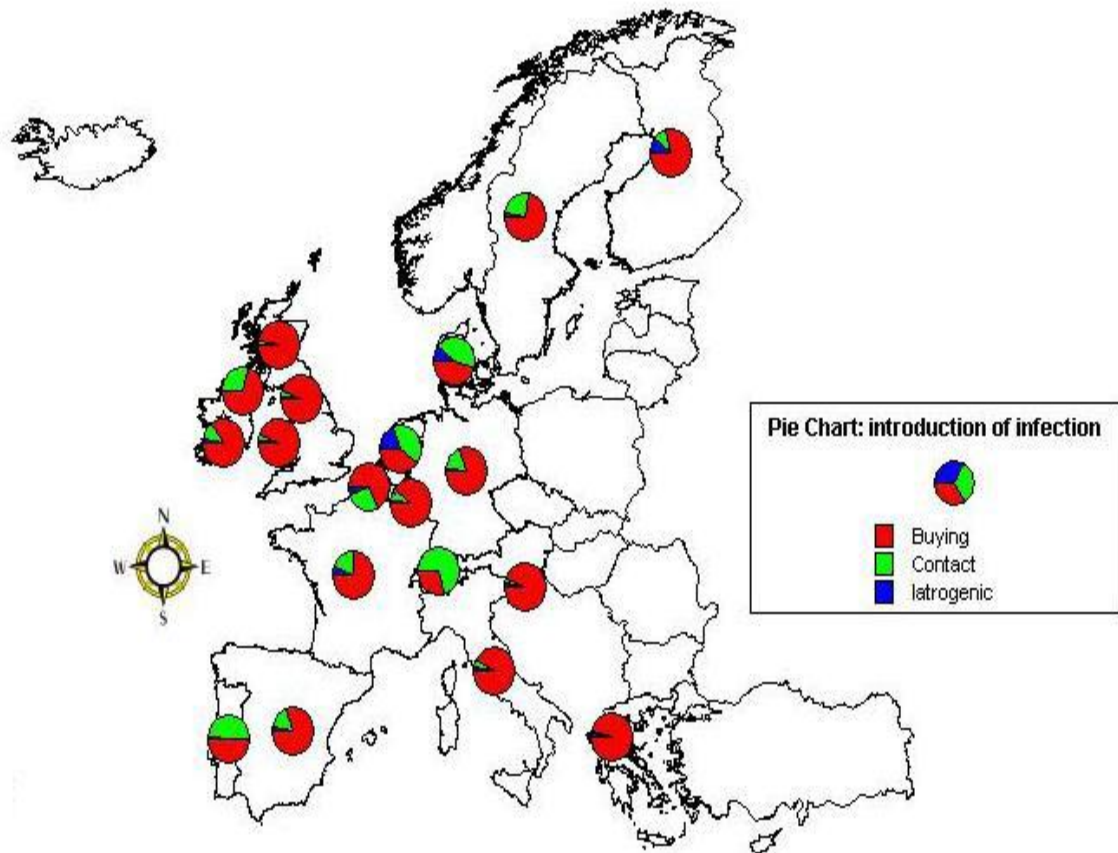 N
W E
S
Pie Chart: introduction of infection
Buying
Contact
Iatrogenic